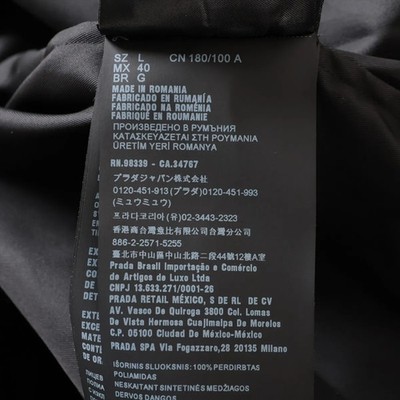 SZ L CN 180/100 A
MX 40
BR G
MADE IN ROMANIA
FABRICADO EN RUMANÍA
FABRICADO NA ROMÊNIA
FABRIQUÉ EN ROUMANIE
ПРОИЗВЕДЕНО В РУМЪНИЯ
ΚΑΤΑΣΚΕΥΑΖΕΤΑΙ ΣΤΗ ΡΟΥΜΑΝΙΑ
ÜRETİM YERİ ROMANYA
RN.98339 - CA.34767
プラダジャパン株式会社
0120-451-913 (プラダ) 0120-451-993
(ミュウミュウ)
프라다코리아(유) 02-3443-2323
香港商台灣
比有限公司台灣分公司
886-2-2571-5255
臺北市中山區中山北路二段44號12樓A
Prada Brasil Importação e Comércio
de Artigos de Luxo Ltda
CNPJ 13.633.271/0001-26
PRADA RETAIL MÉXICO, S DE RL DE CV
AV. Vasco De Quiroga 3800 Col. Lomas
De Vista Hermosa Cuajimalpa De Morelos
C.P. 05100 Ciudad De México
PRADA SPA Via Fogazzaro, 28 20135 Milano
IŠORINIS SLUOKSNIS: 100% PERDIRBTAS
POLIAMIDAS
NESKAITANT SINTETINĖS MEDŽIAGOS
DERVOS DANGOS